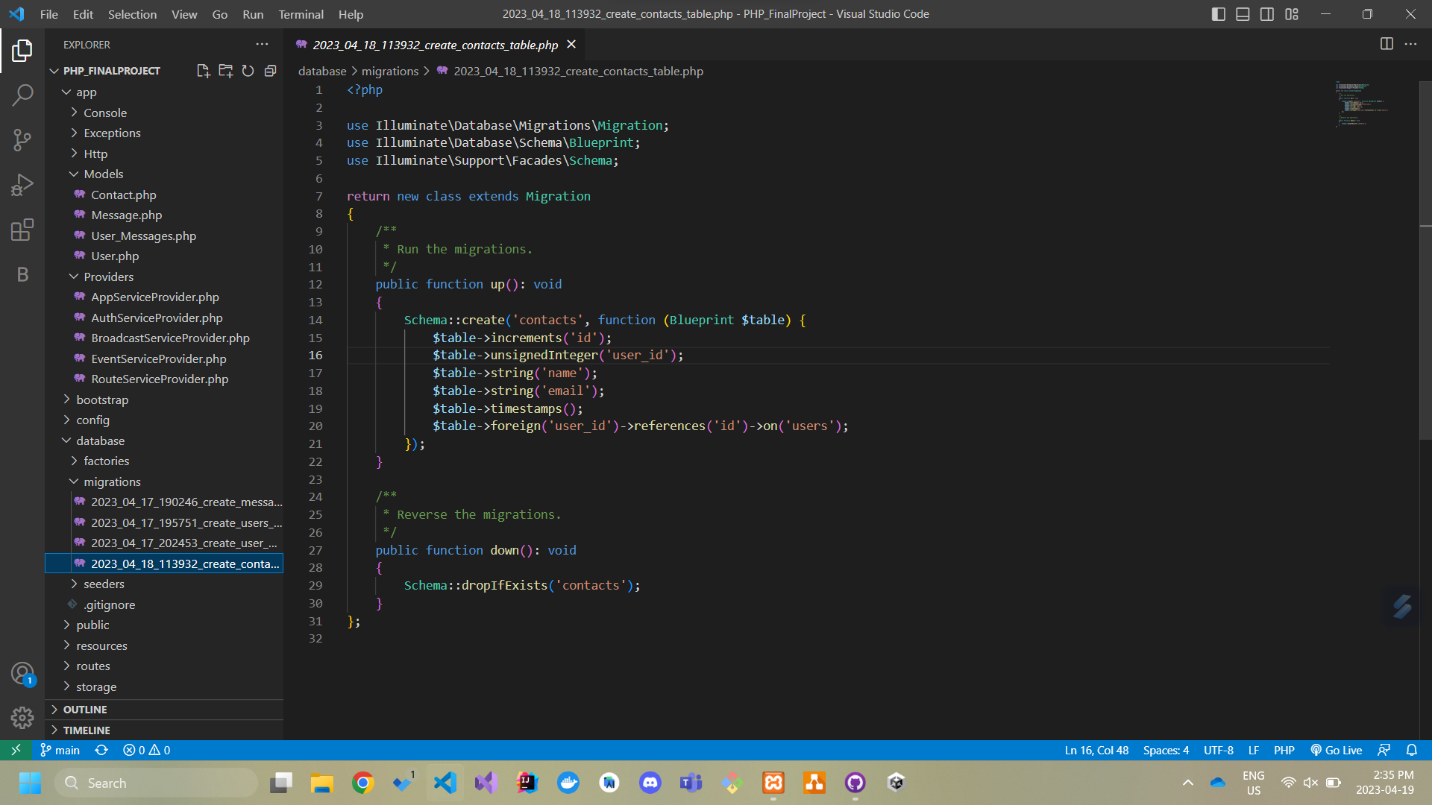 File Edit Selection View Go Run Terminal Help
2023_04_18_113932_create_contacts_table.php - PHP_FinalProject - Visual Studio Code
EXPLORER
PHP_FINALPROJECT
app
Console
Exceptions
Http
Models
Contact.php
Message.php
User_Messages.php
User.php
Providers
AppServiceProvider.php
AuthServiceProvider.php
BroadcastServiceProvider.php
EventServiceProvider.php
RouteServiceProvider.php
bootstrap
config
database
factories
migrations
2023_04_17_190246_create_messa...
2023_04_17_195751_create_users_...
2023_04_17_202453_create_user_...
2023_04_18_113932_create_conta...
seeders
.gitignore
public
resources
routes
storage
OUTLINE
TIMELINE
2023_04_18_113932_create_contacts_table.php
database > migrations > 2023_04_18_113932_create_contacts_table.php
1 <?php
2
3 use Illuminate\Database\Migrations\Migration;
4 use Illuminate\Database\Schema\Blueprint;
5 use Illuminate\Support\Facades\Schema;
6
7 return new class extends Migration
8 {
9 /**
10 * Run the migrations.
11 */
12 public function up(): void
13 {
14 Schema::create('contacts', function (Blueprint $table) {
15 $table->increments('id');
16 $table->unsignedInteger('user_id');
17 $table->string('name');
18 $table->string('email');
19 $table->timestamps();
20 $table->foreign('user_id')->references('id')->on('users');
21 });
22 }
23
24 /**
25 * Reverse the migrations.
26 */
27 public function down(): void
28 {
29 Schema::dropIfExists('contacts');
30 }
31 };
32
B
1
main 0 0
Ln 16, Col 48 Spaces: 4 UTF-8 LF PHP Go Live
Search
1
ENG
US
2:35 PM
2023-04-19